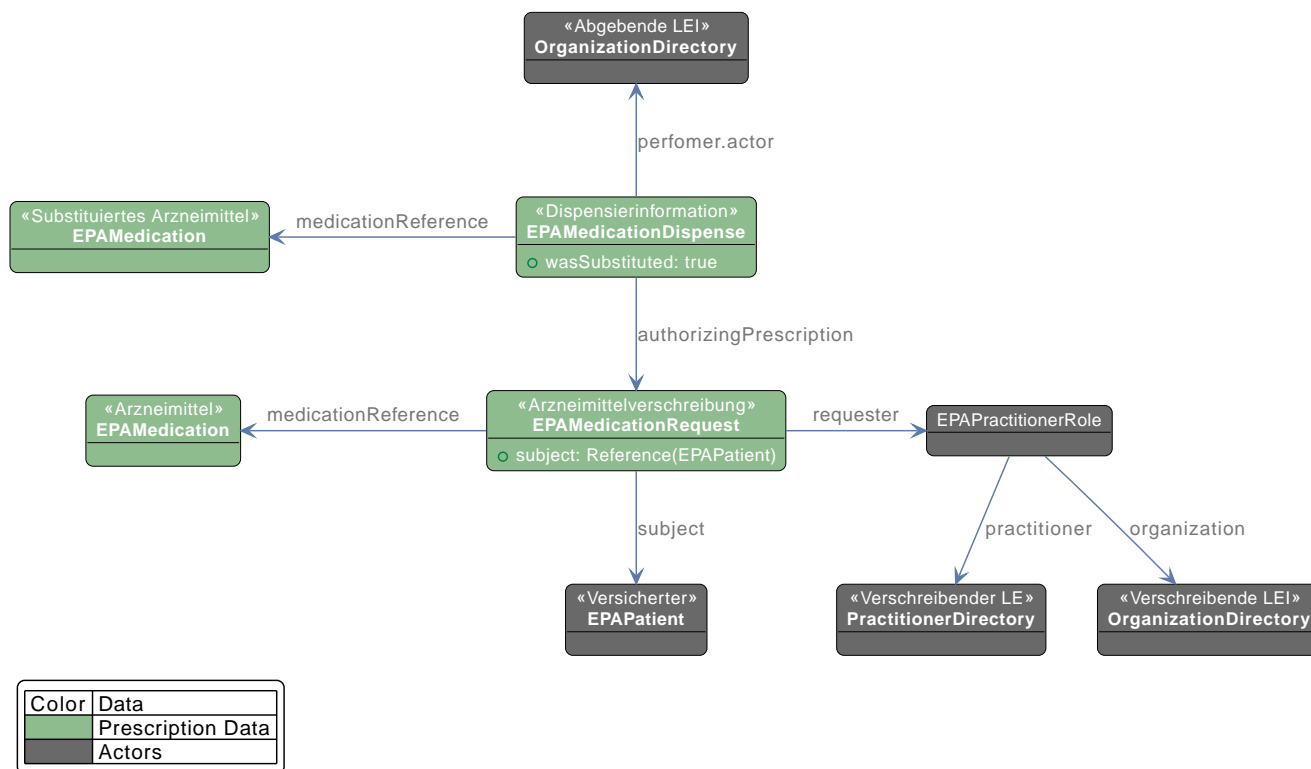 «Abgebende LEI»
OrganizationDirectory
perfomer.actor
«Substituiertes Arzneimittel»
EPAMedication
medicationReference
«Dispensierinformation»
EPAMedicationDispense
wasSubstituted: true
authorizingPrescription
«Arzneimittel»
EPAMedication
medicationReference
«Arzneimittelverschreibung»
EPAMedicationRequest
subject: Reference(EPAPatient)
requester
EPAPractitionerRole
subject
practitioner
organization
«Versicherter»
EPAPatient
«Verschreibender LE»
PractitionerDirectory
«Verschreibende LEI»
OrganizationDirectory
Color Data
Prescription Data
Actors